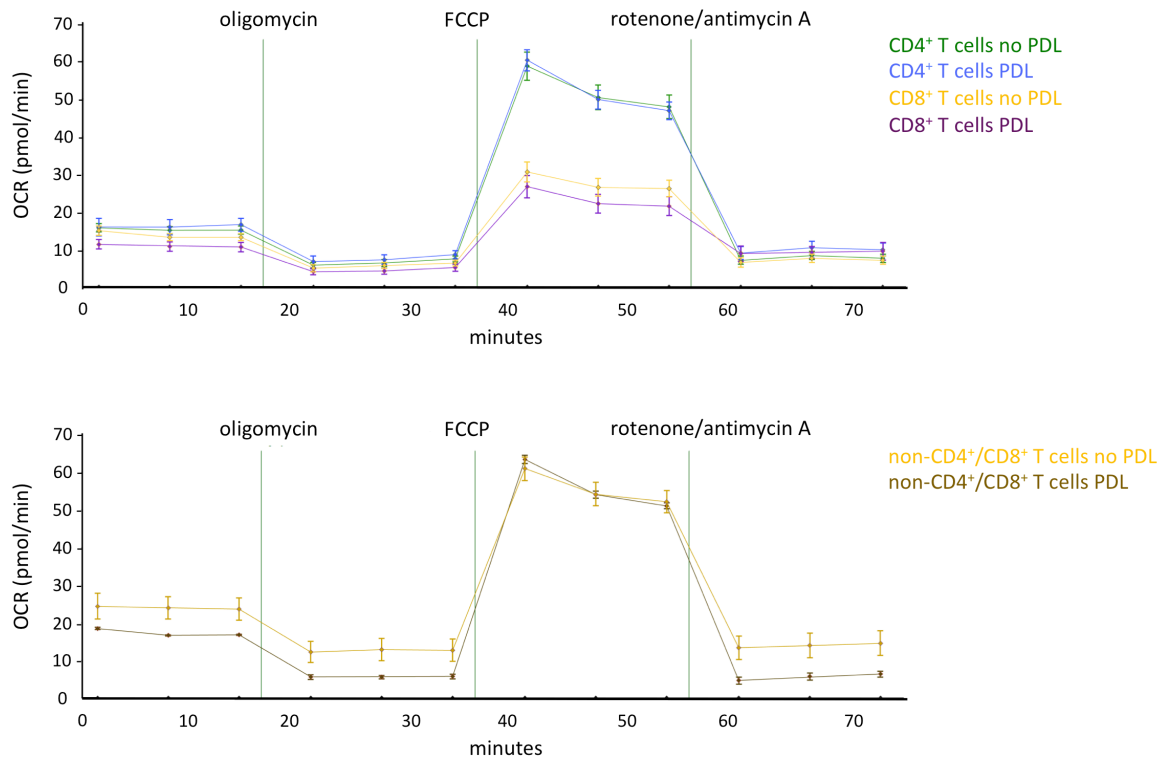 oligomycin FCCP rotenone/antimycin A
CD4⁺ T cells no PDL
CD4⁺ T cells PDL
CD8⁺ T cells no PDL
CD8⁺ T cells PDL
OCR (pmol/min)
70
60
50
40
30
20
10
0
0 10 20 30 40 50 60 70
minutes
oligomycin FCCP rotenone/antimycin A
non-CD4⁺/CD8⁺ T cells no PDL
non-CD4⁺/CD8⁺ T cells PDL
OCR (pmol/min)
70
60
50
40
30
20
10
0
0 10 20 30 40 50 60 70
minutes